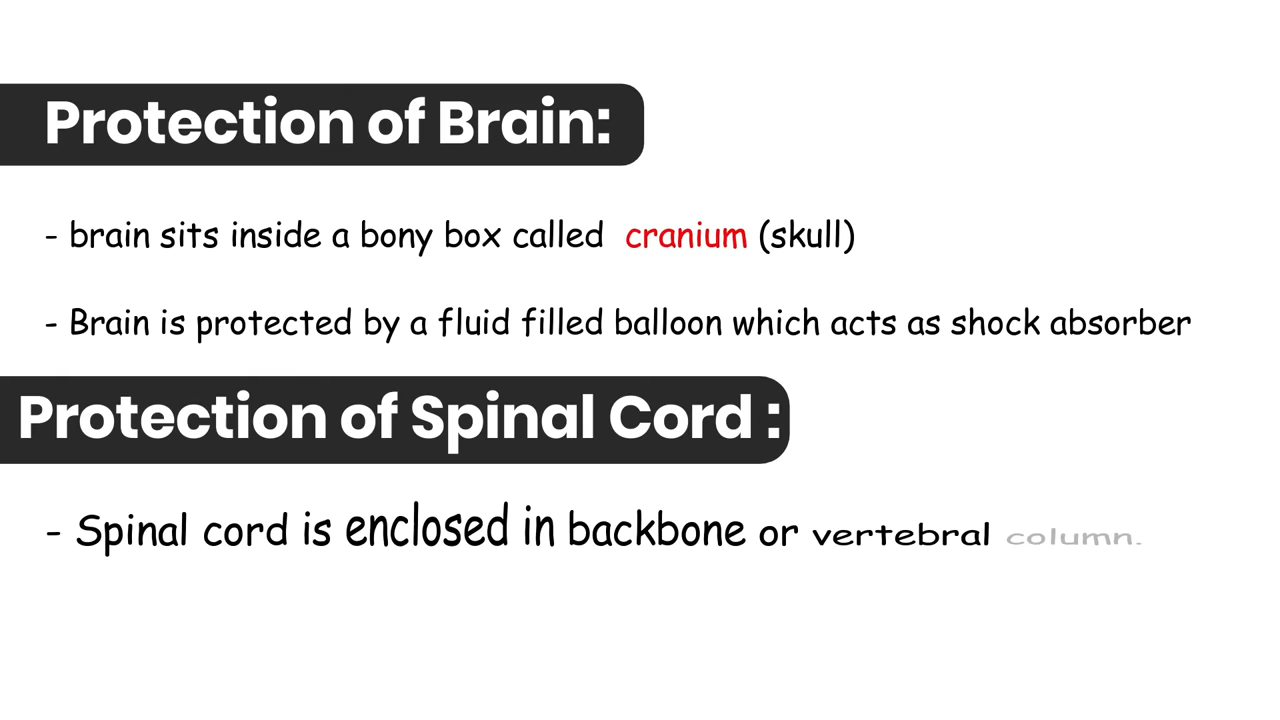 Protection of Brain:
- brain sits inside a bony box called cranium (skull)
- Brain is protected by a fluid filled balloon which acts as shock absorber
Protection of Spinal Cord :
- Spinal cord is enclosed in backbone or vertebral column.